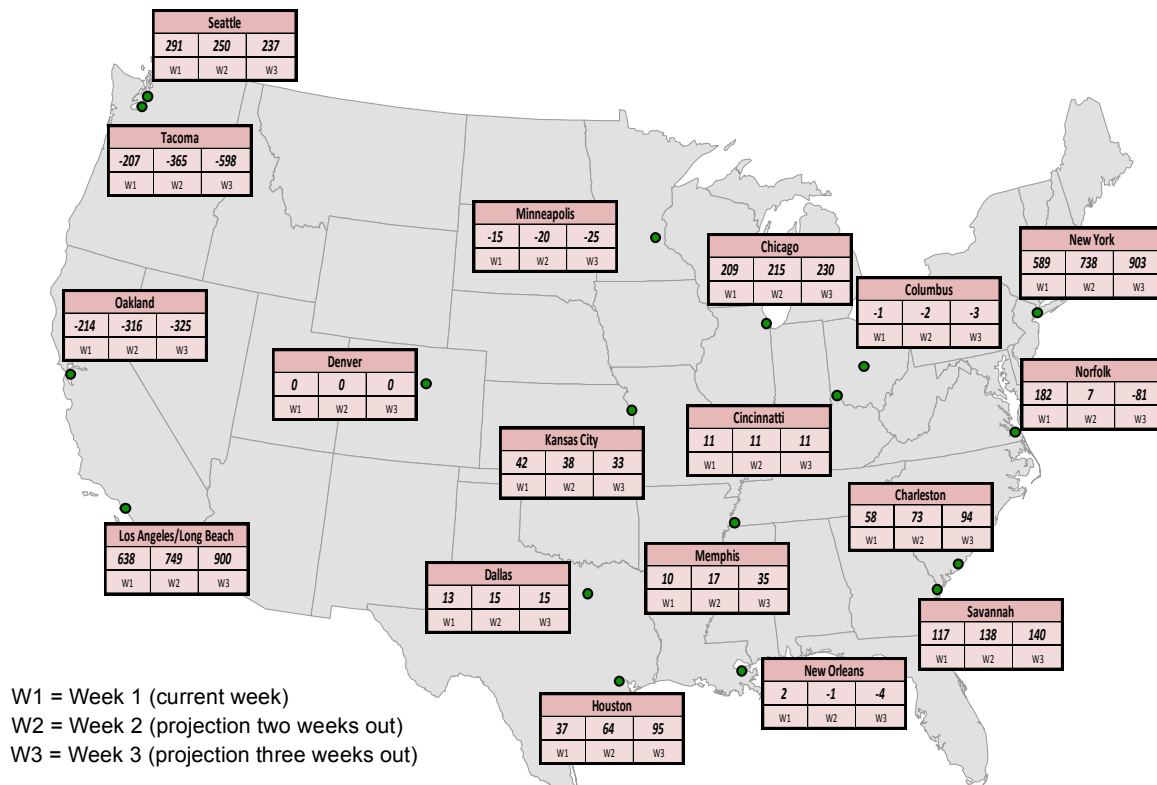 Seattle
291 250 237
W1 W2 W3
Tacoma
-207 -365 -598
W1 W2 W3
Minneapolis
-15 -20 -25
W1 W2 W3
Chicago
209 215 230
W1 W2 W3
New York
589 738 903
W1 W2 W3
Columbus
-1 -2 -3
W1 W2 W3
Oakland
-214 -316 -325
W1 W2 W3
Denver
0 0 0
W1 W2 W3
Norfolk
182 7 -81
W1 W2 W3
Cincinnatti
11 11 11
W1 W2 W3
Kansas City
42 38 33
W1 W2 W3
Charleston
58 73 94
W1 W2 W3
Los Angeles/Long Beach
638 749 900
W1 W2 W3
Memphis
10 17 35
W1 W2 W3
Dallas
13 15 15
W1 W2 W3
Savannah
117 138 140
W1 W2 W3
New Orleans
2 -1 -4
W1 W2 W3
Houston
37 64 95
W1 W2 W3
W1 = Week 1 (current week)
W2 = Week 2 (projection two weeks out)
W3 = Week 3 (projection three weeks out)